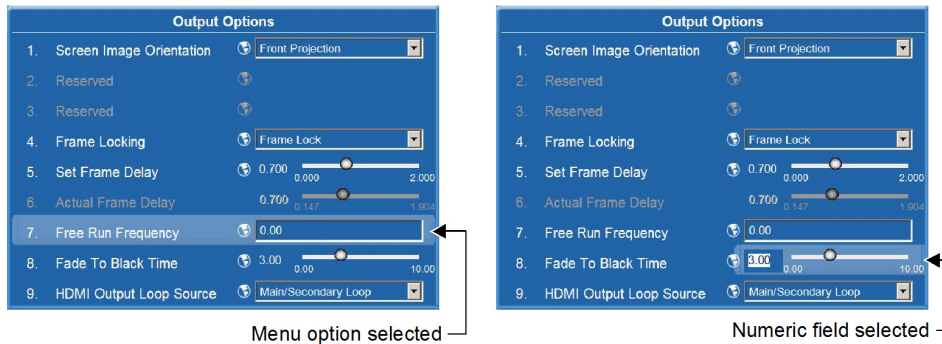 Output Options
1. Screen Image Orientation Front Projection
2. Reserved
3. Reserved
4. Frame Locking Frame Lock
5. Set Frame Delay 0.700 0.000 2.000
6. Actual Frame Delay 0.700 0.147 1.904
7. Free Run Frequency 0.00
8. Fade To Black Time 3.00 0.00 10.00
9. HDMI Output Loop Source Main/Secondary Loop
Menu option selected
Output Options
1. Screen Image Orientation Front Projection
2. Reserved
3. Reserved
4. Frame Locking Frame Lock
5. Set Frame Delay 0.700 0.000 2.000
6. Actual Frame Delay 0.700 0.147 1.904
7. Free Run Frequency 0.00
8. Fade To Black Time 3.00 0.00 10.00
9. HDMI Output Loop Source Main/Secondary Loop
Numeric field selected